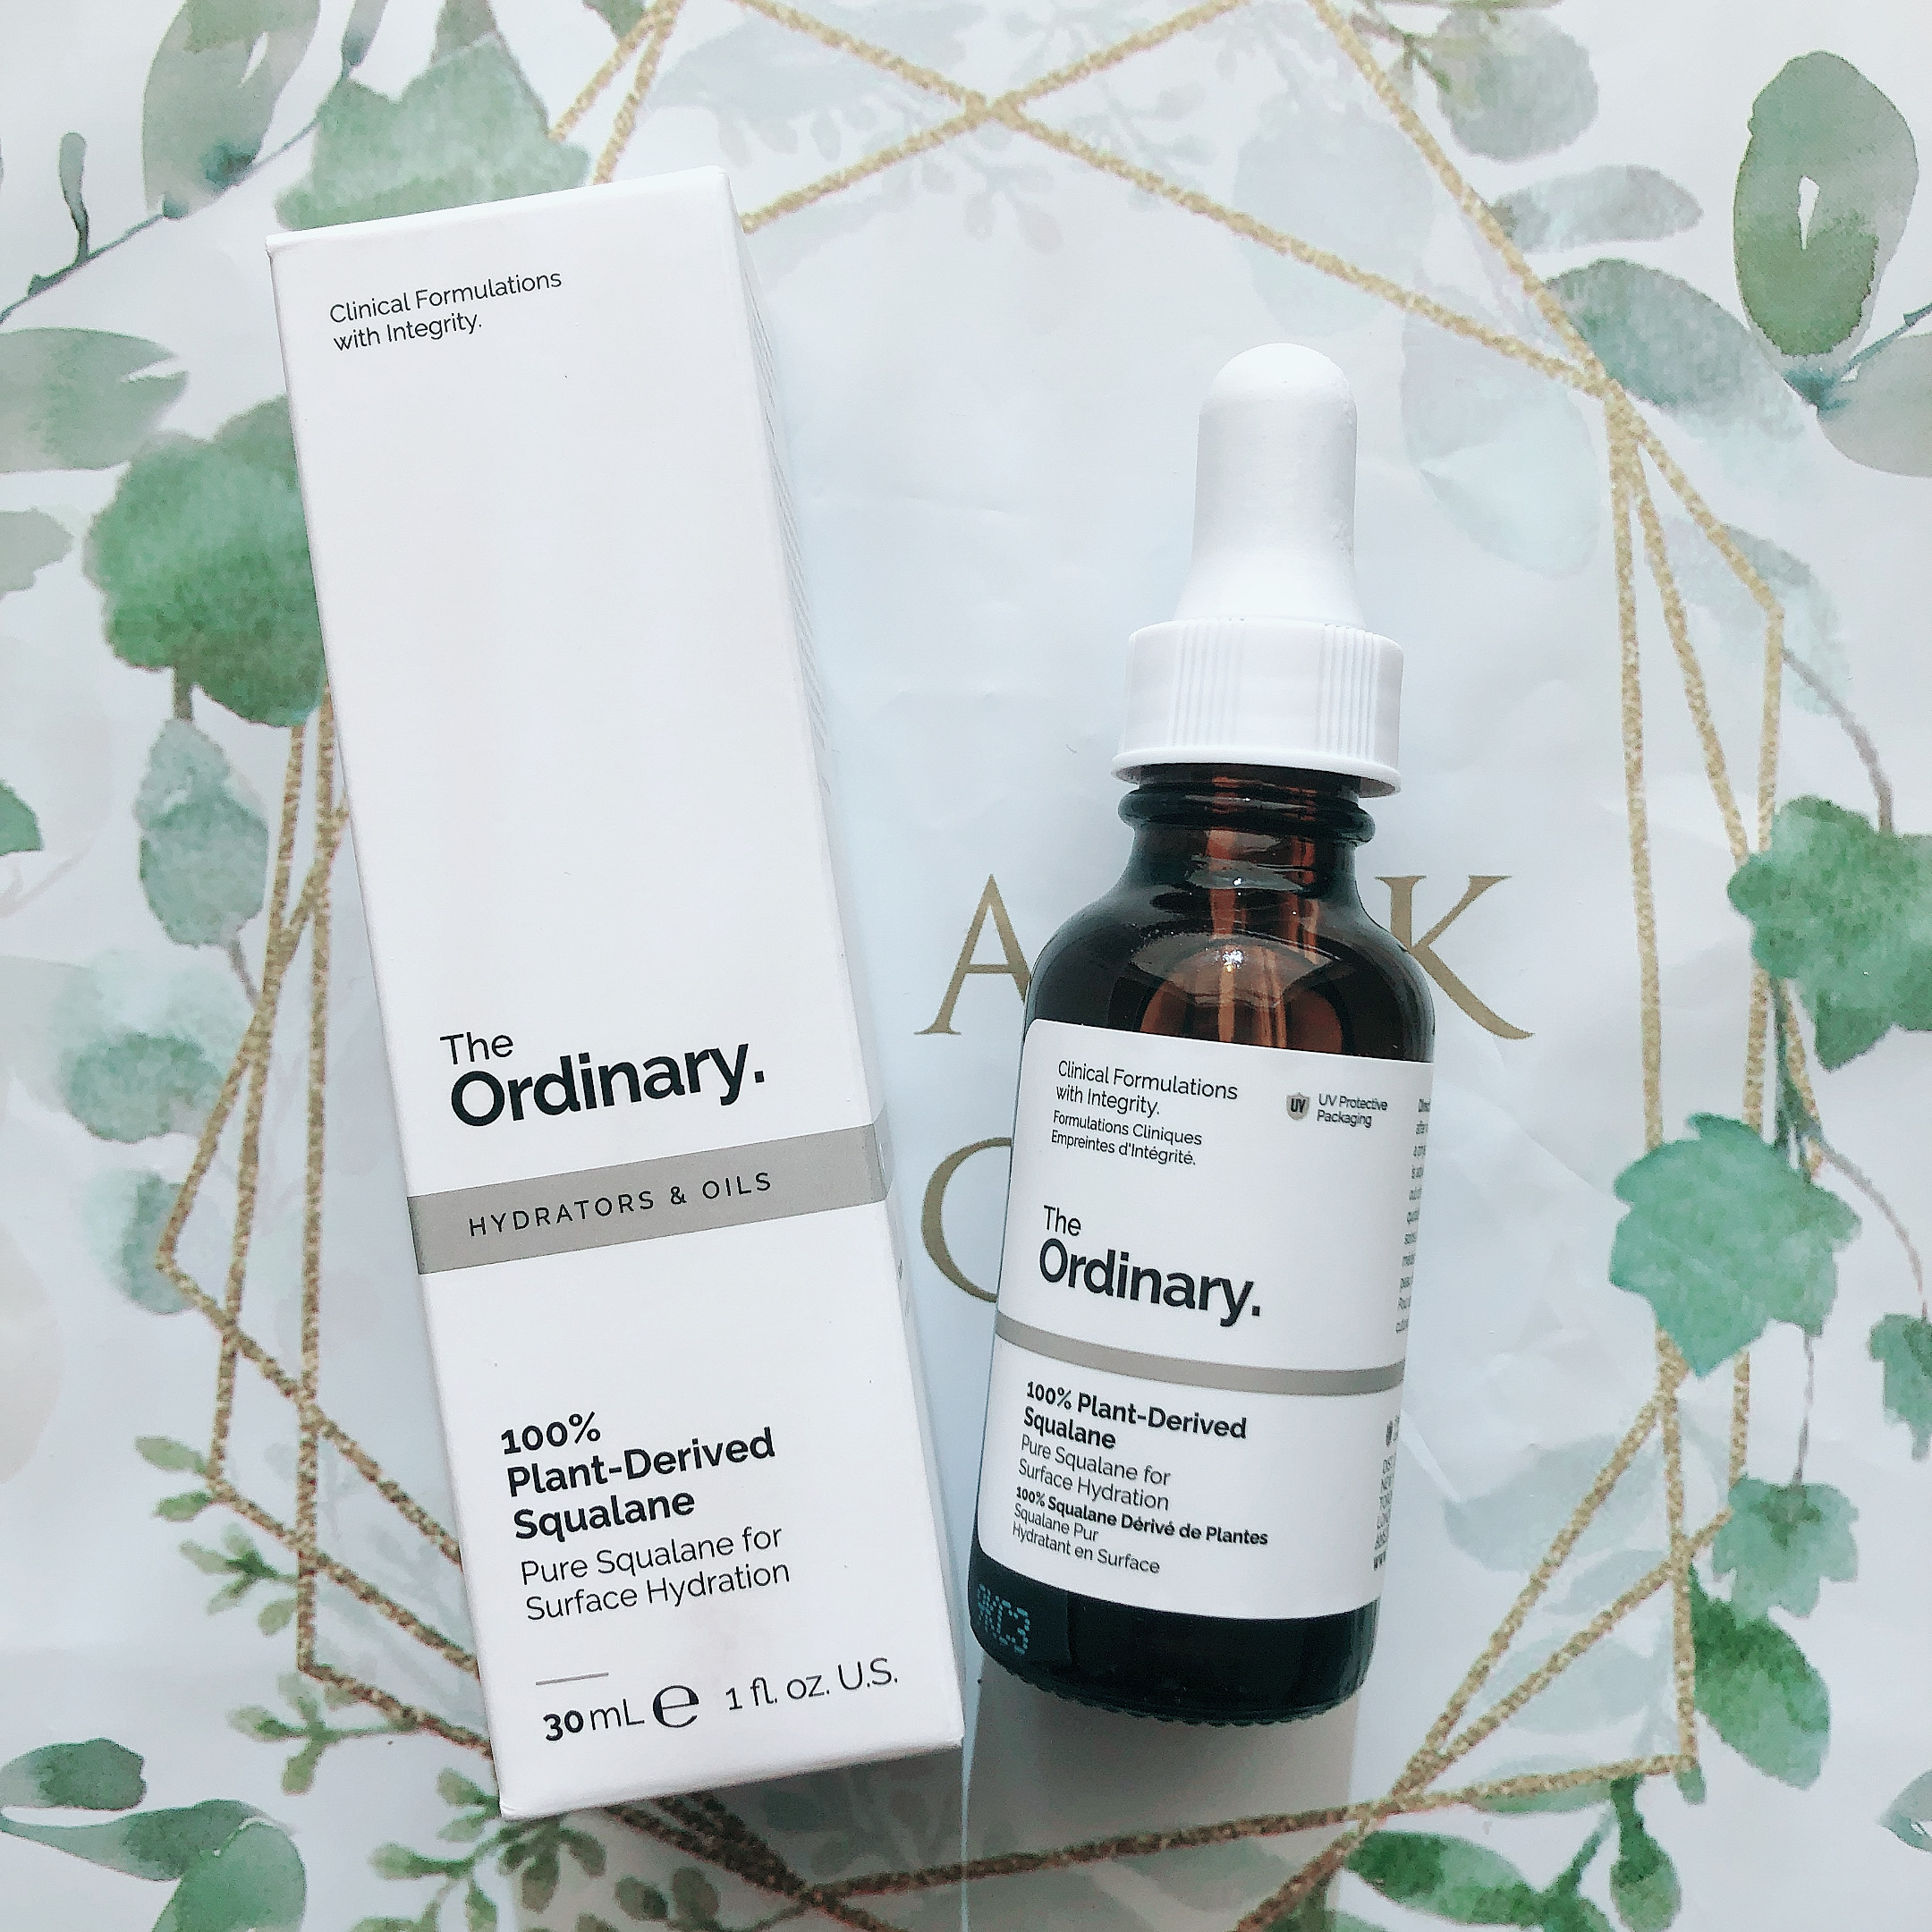 Clinical Formulations
with Integrity.
The
Ordinary.
HYDRATORS & OILS
100%
Plant-Derived
Squalane
Pure Squalane for
Surface Hydration
30 mL ℮ 1 fl. oz. U.S.
A K
Clinical Formulations
with Integrity.
Formulations Cliniques
Empreintes d'Intégrité.
UV
UV Protective
Packaging
The
Ordinary.
100% Plant-Derived
Squalane
Pure Squalane for
Surface Hydration
100% Squalane Dérivé de Plantes
Squalane Pur
Hydratant en Surface